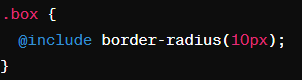 .box {
  @include border-radius(10px);
}